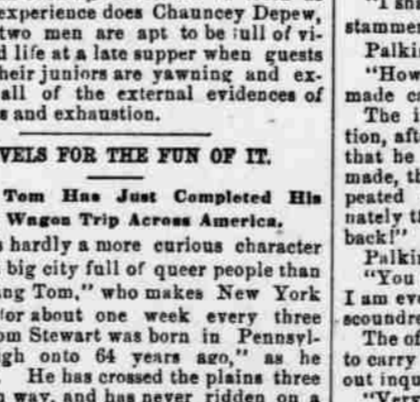 experience does Chauncey Depew,
two men are apt to be full of vi-
d life at a late supper when guests
heir juniors are yawning and ex-
all of the external evidences of
s and exhaustion.
VELS FOR THE FUN OF IT.
Tom Has Just Completed His
Wagon Trip Across America.
s hardly a more curious character
big city full of queer people than
ng Tom," who makes New York
for about one week every three
om Stewart was born in Pennsyl-
gh onto 64 years ago," as he
. He has crossed the plains three
n way, and has never ridden on a
"I sha
stammer
Palki
"How
made c
The i
tion, aft
that he
made, th
peated
nately th
back!"
Palki
"You
I am eve
scoundre
The of
to carry
out inqu
"Very